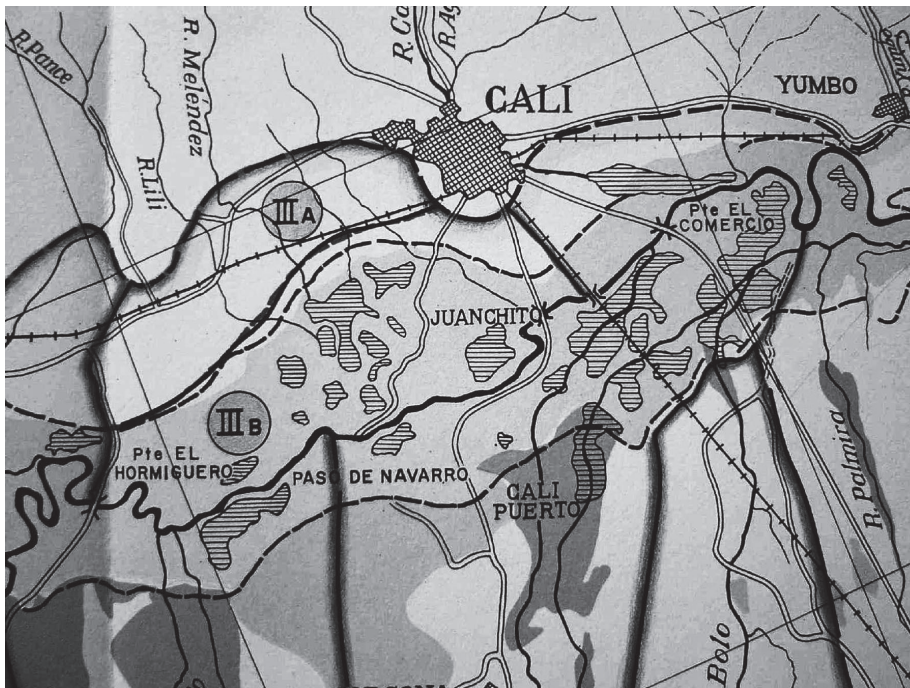 R. Pance
R. Meléndez
R. Lili
CALI
YUMBO
III A
Pte EL
COMERCIO
JUANCHITO
III B
Pte EL
HORMIGUERO
PASO DE NAVARRO
CALI
PUERTO
R. Palmira
Bolo